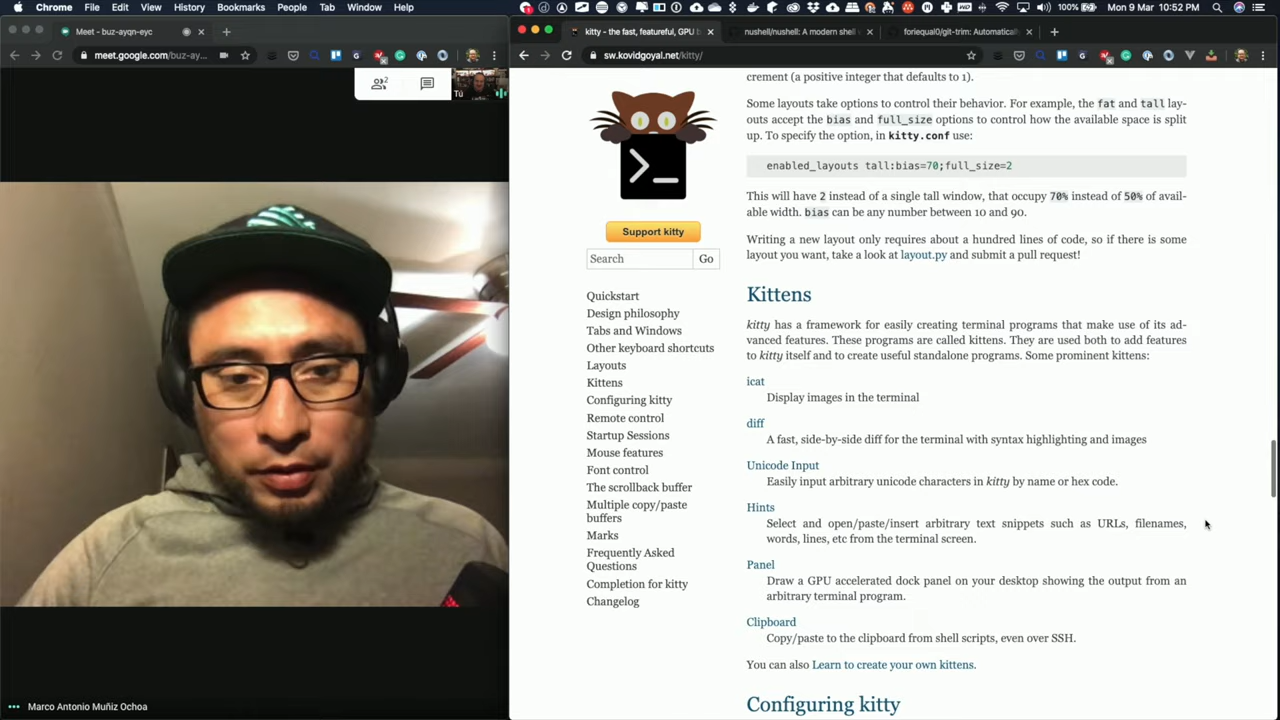 Chrome File Edit View History Bookmarks People Tab Window Help
100% Mon 9 Mar 10:52 PM
Meet - buz-ayqn-eyc
kitty - the fast, featureful, GPU b
nushell/nushell: A modern shell
foriequal0/git-trim: Automatical
meet.google.com/buz-ay...
sw.kovidgoyal.net/kitty/
2
Tú
Marco Antonio Muñiz Ochoa
>_
Support kitty
Search
Go
Quickstart
Design philosophy
Tabs and Windows
Other keyboard shortcuts
Layouts
Kittens
Configuring kitty
Remote control
Startup Sessions
Mouse features
Font control
The scrollback buffer
Multiple copy/paste
buffers
Marks
Frequently Asked
Questions
Completion for kitty
Changelog
crement (a positive integer that defaults to 1).
Some layouts take options to control their behavior. For example, the fat and tall lay-
outs accept the bias and full_size options to control how the available space is split
up. To specify the option, in kitty.conf use:
enabled_layouts tall:bias=70;full_size=2
This will have 2 instead of a single tall window, that occupy 70% instead of 50% of avail-
able width. bias can be any number between 10 and 90.
Writing a new layout only requires about a hundred lines of code, so if there is some
layout you want, take a look at layout.py and submit a pull request!
Kittens
kitty has a framework for easily creating terminal programs that make use of its ad-
vanced features. These programs are called kittens. They are used both to add features
to kitty itself and to create useful standalone programs. Some prominent kittens:
icat
Display images in the terminal
diff
A fast, side-by-side diff for the terminal with syntax highlighting and images
Unicode Input
Easily input arbitrary unicode characters in kitty by name or hex code.
Hints
Select and open/paste/insert arbitrary text snippets such as URLs, filenames,
words, lines, etc from the terminal screen.
Panel
Draw a GPU accelerated dock panel on your desktop showing the output from an
arbitrary terminal program.
Clipboard
Copy/paste to the clipboard from shell scripts, even over SSH.
You can also Learn to create your own kittens.
Configuring kitty